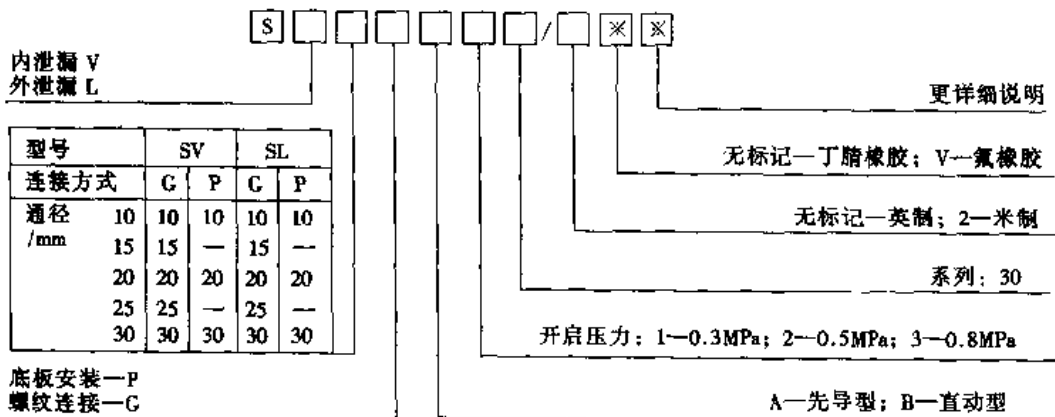 S □ □ □ □ □ □ / □ ※ ※
内泄漏 V
外泄漏 L
更详细说明
型号 SV SL
连接方式 G P G P
通径 10 10 10 10 10
/mm
15 15 — 15 —
20 20 20 20 20
25 25 — 25 —
30 30 30 30 30
无标记—丁腈橡胶；V—氟橡胶
无标记—英制；2—米制
系列：30
开启压力：1—0.3MPa；2—0.5MPa；3—0.8MPa
底板安装—P
螺纹连接—G
A—先导型；B—直动型